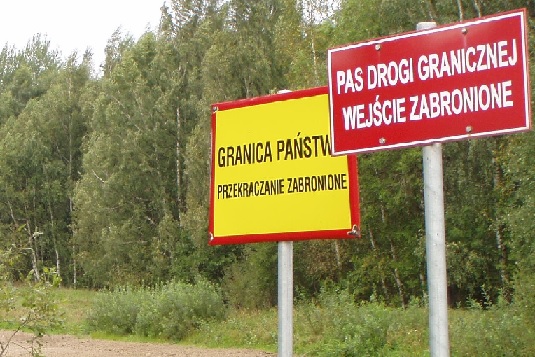 GRANICA PAŃSTW
PRZEKRACZANIE ZABRONIONE
PAS DROGI GRANICZNEJ
WEJŚCIE ZABRONIONE